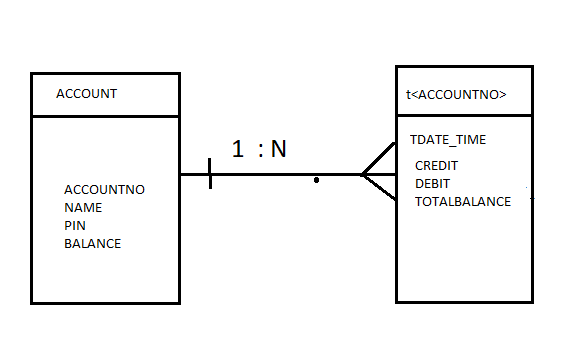 ACCOUNT
ACCOUNTNO
NAME
PIN
BALANCE
1 : N
t<ACCOUNTNO>
TDATE_TIME
CREDIT
DEBIT
TOTALBALANCE